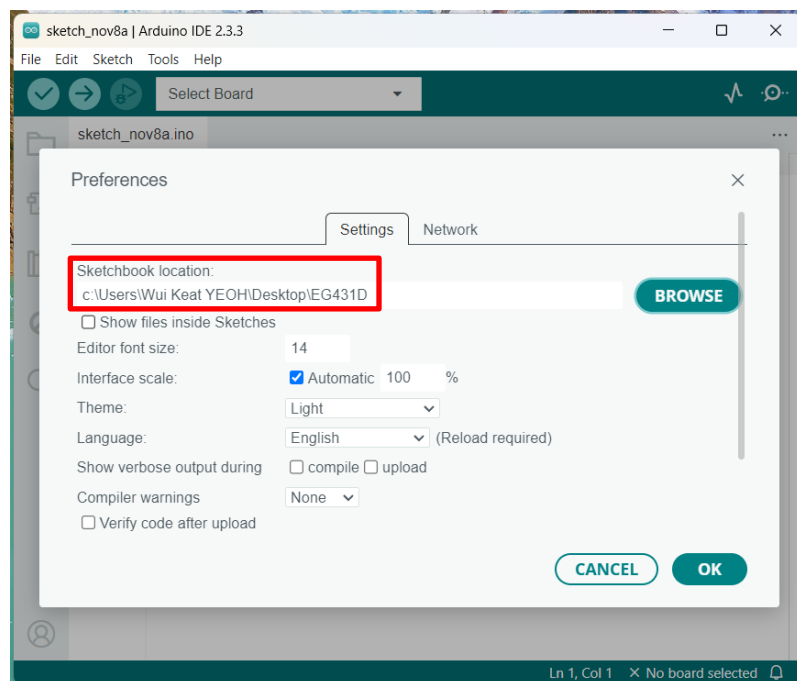 sketch_nov8a | Arduino IDE 2.3.3
File Edit Sketch Tools Help
Select Board
sketch_nov8a.ino
Preferences
Settings Network
Sketchbook location:
c:\Users\Wui Keat YEOH\Desktop\EG431D
BROWSE
Show files inside Sketches
Editor font size: 14
Interface scale: Automatic 100 %
Theme: Light
Language: English (Reload required)
Show verbose output during compile upload
Compiler warnings None
Verify code after upload
CANCEL OK
Ln 1, Col 1 × No board selected